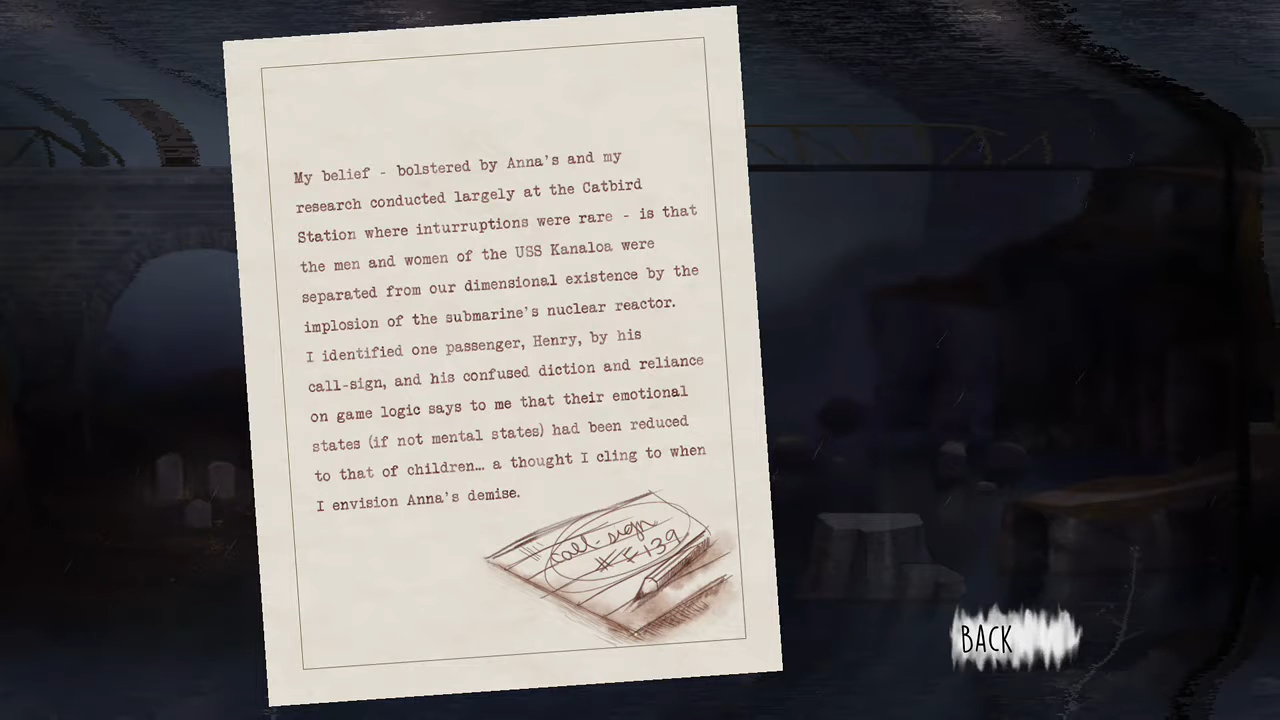 My belief - bolstered by Anna's and my
research conducted largely at the Catbird
Station where inturruptions were rare - is that
the men and women of the USS Kanaloa were
separated from our dimensional existence by the
implosion of the submarine's nuclear reactor.
I identified one passenger, Henry, by his
call-sign, and his confused diction and reliance
on game logic says to me that their emotional
states (if not mental states) had been reduced
to that of children… a thought I cling to when
I envision Anna's demise.
call-sign
139
BACK